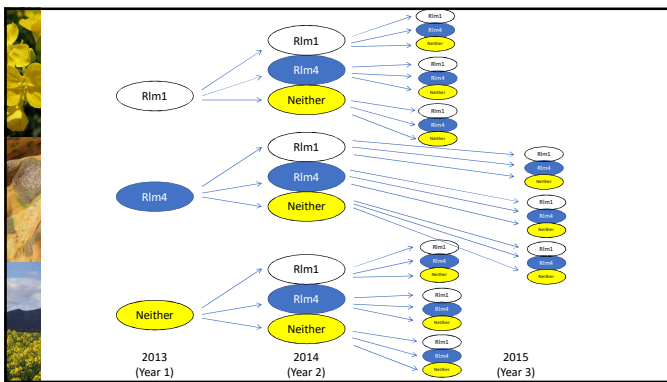 Rlm1
Rlm4
Neither
Rlm1
Rlm4
Neither
Rlm1
Rlm4
Neither
Rlm1
Rlm4
Neither
Rlm1
Rlm4
Neither
Rlm1
Rlm4
Neither
Rlm1
Rlm4
Neither
Rlm1
Rlm4
Neither
Rlm1
Rlm4
Neither
Rlm1
Rlm4
Neither
Rlm1
Rlm4
Neither
Rlm1
Rlm4
Neither
Rlm1
Rlm4
Neither
2013
(Year 1)
2014
(Year 2)
2015
(Year 3)